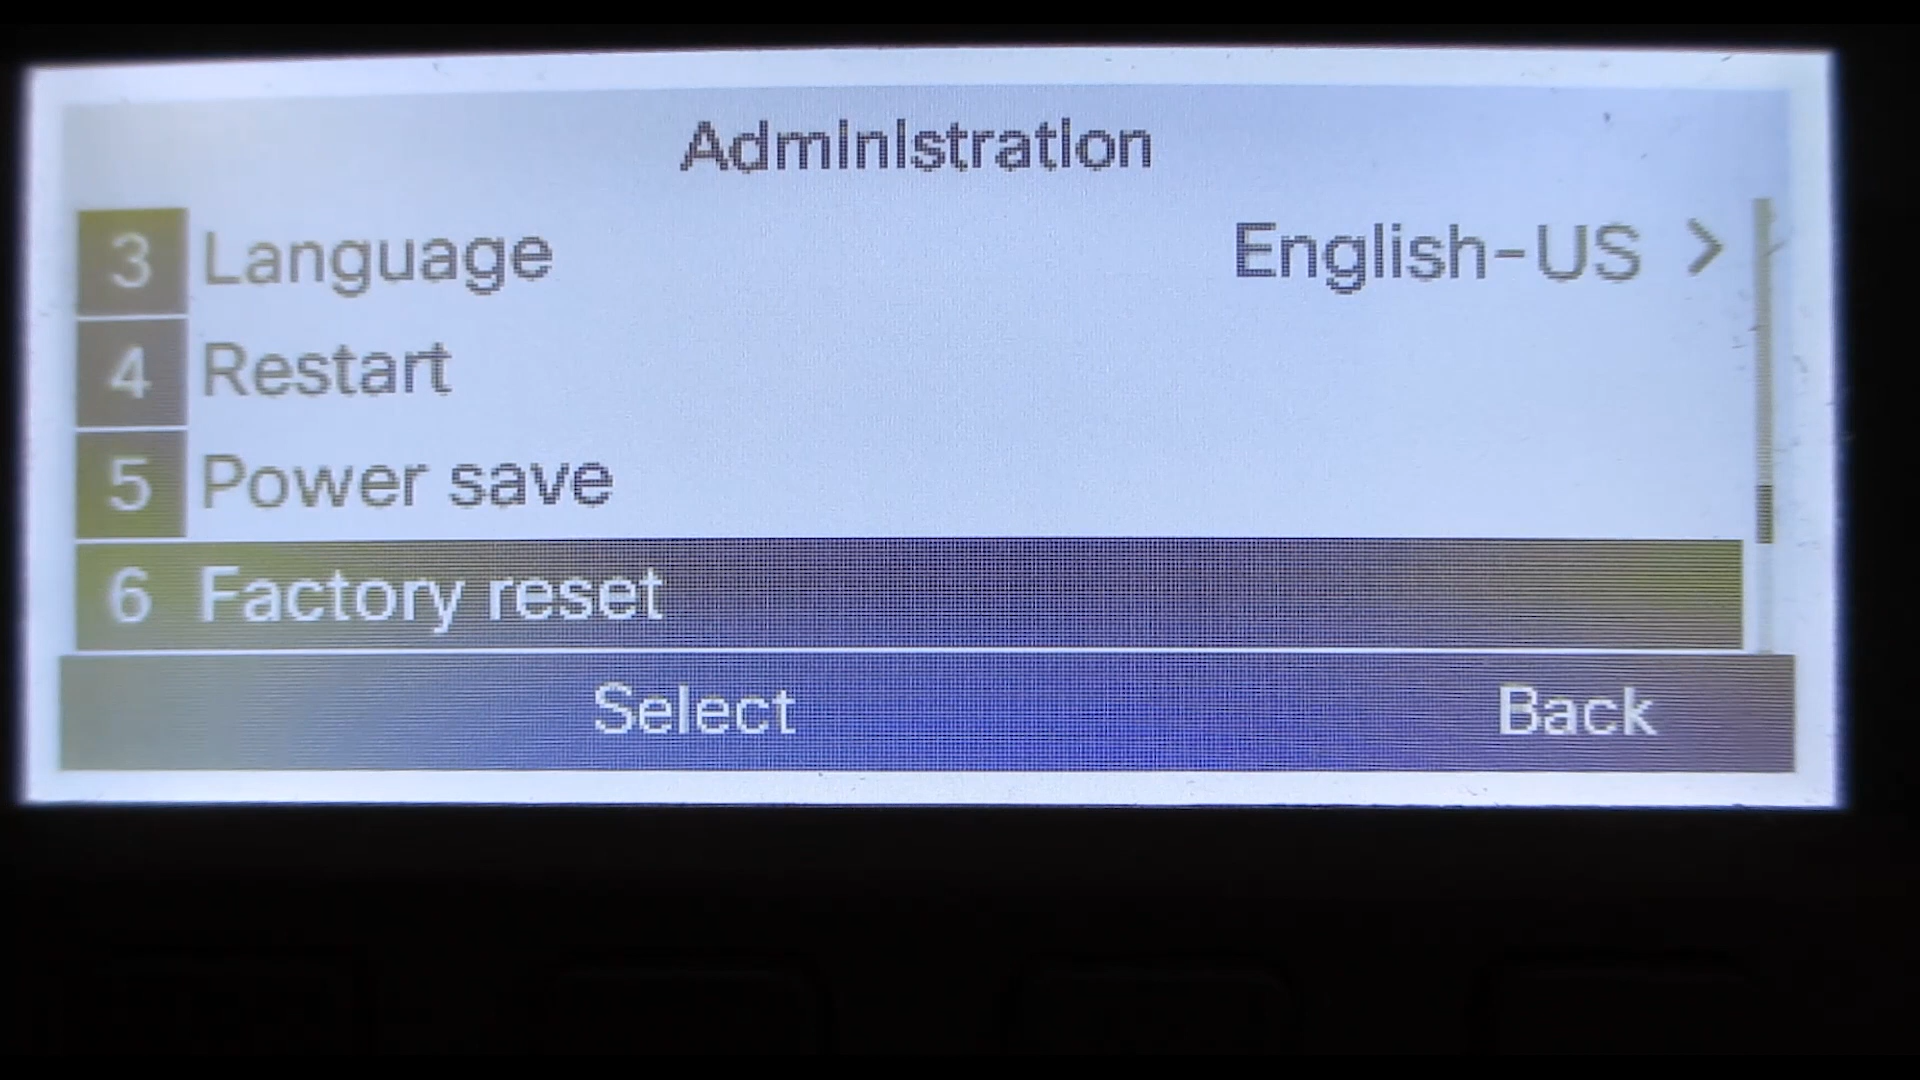 Administration
3 Language English-US >
4 Restart
5 Power save
6 Factory reset
Select Back